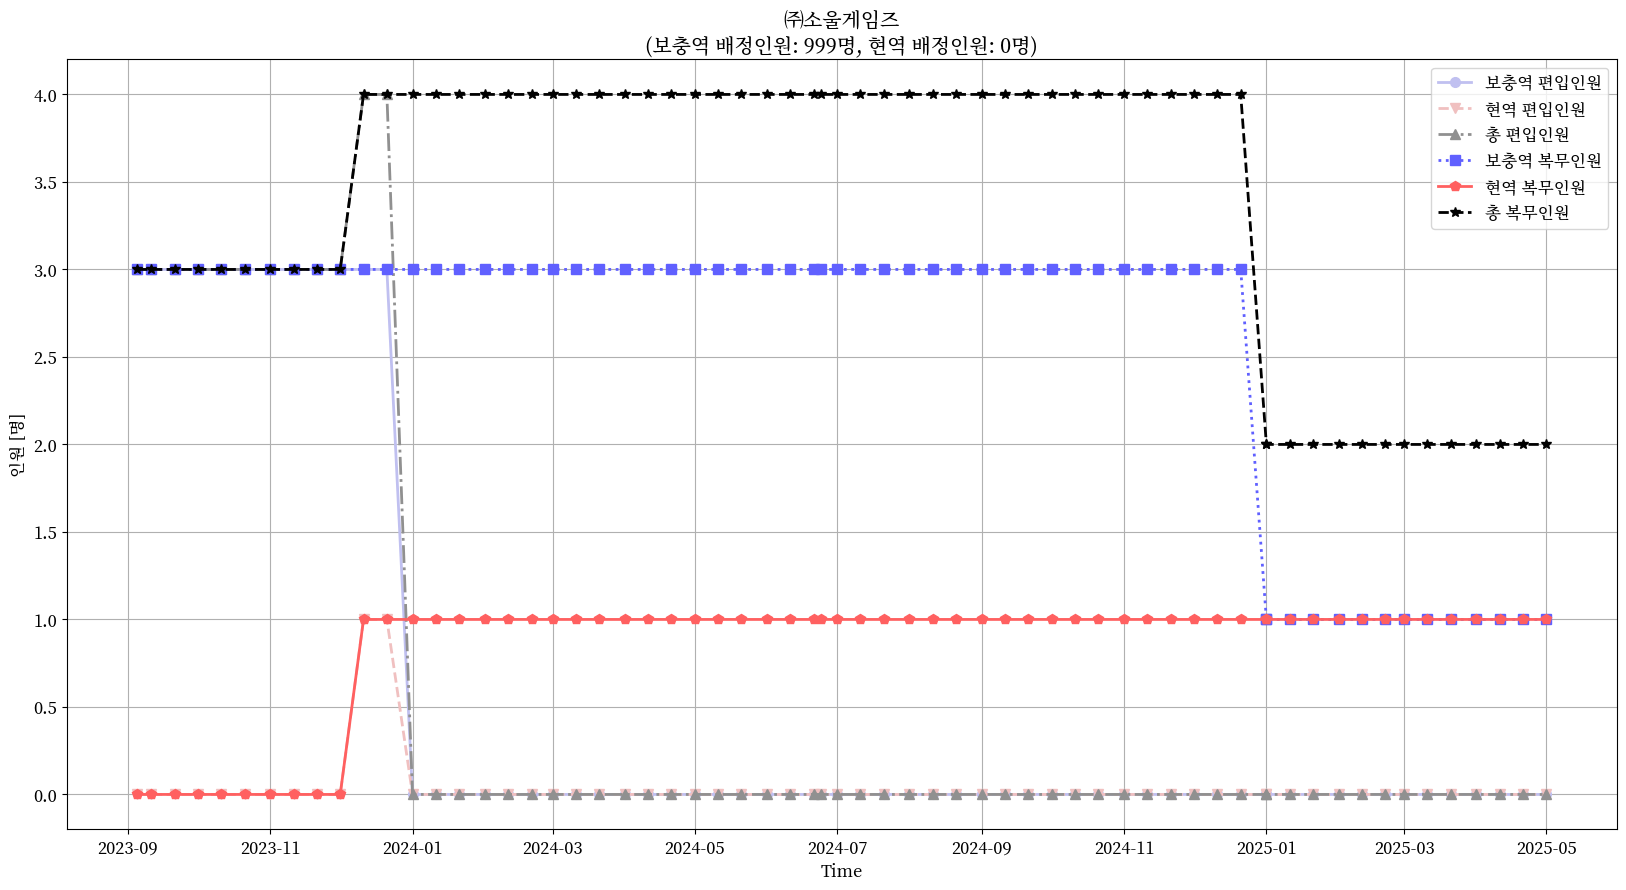 ㈜소울게임즈
(보충역 배정인원: 999명, 현역 배정인원: 0명)
보충역 편입인원
현역 편입인원
총 편입인원
보충역 복무인원
현역 복무인원
총 복무인원
4.0
3.5
3.0
2.5
2.0
1.5
1.0
0.5
0.0
인원 [명]
2023-09
2023-11
2024-01
2024-03
2024-05
2024-07
2024-09
2024-11
2025-01
2025-03
2025-05
Time